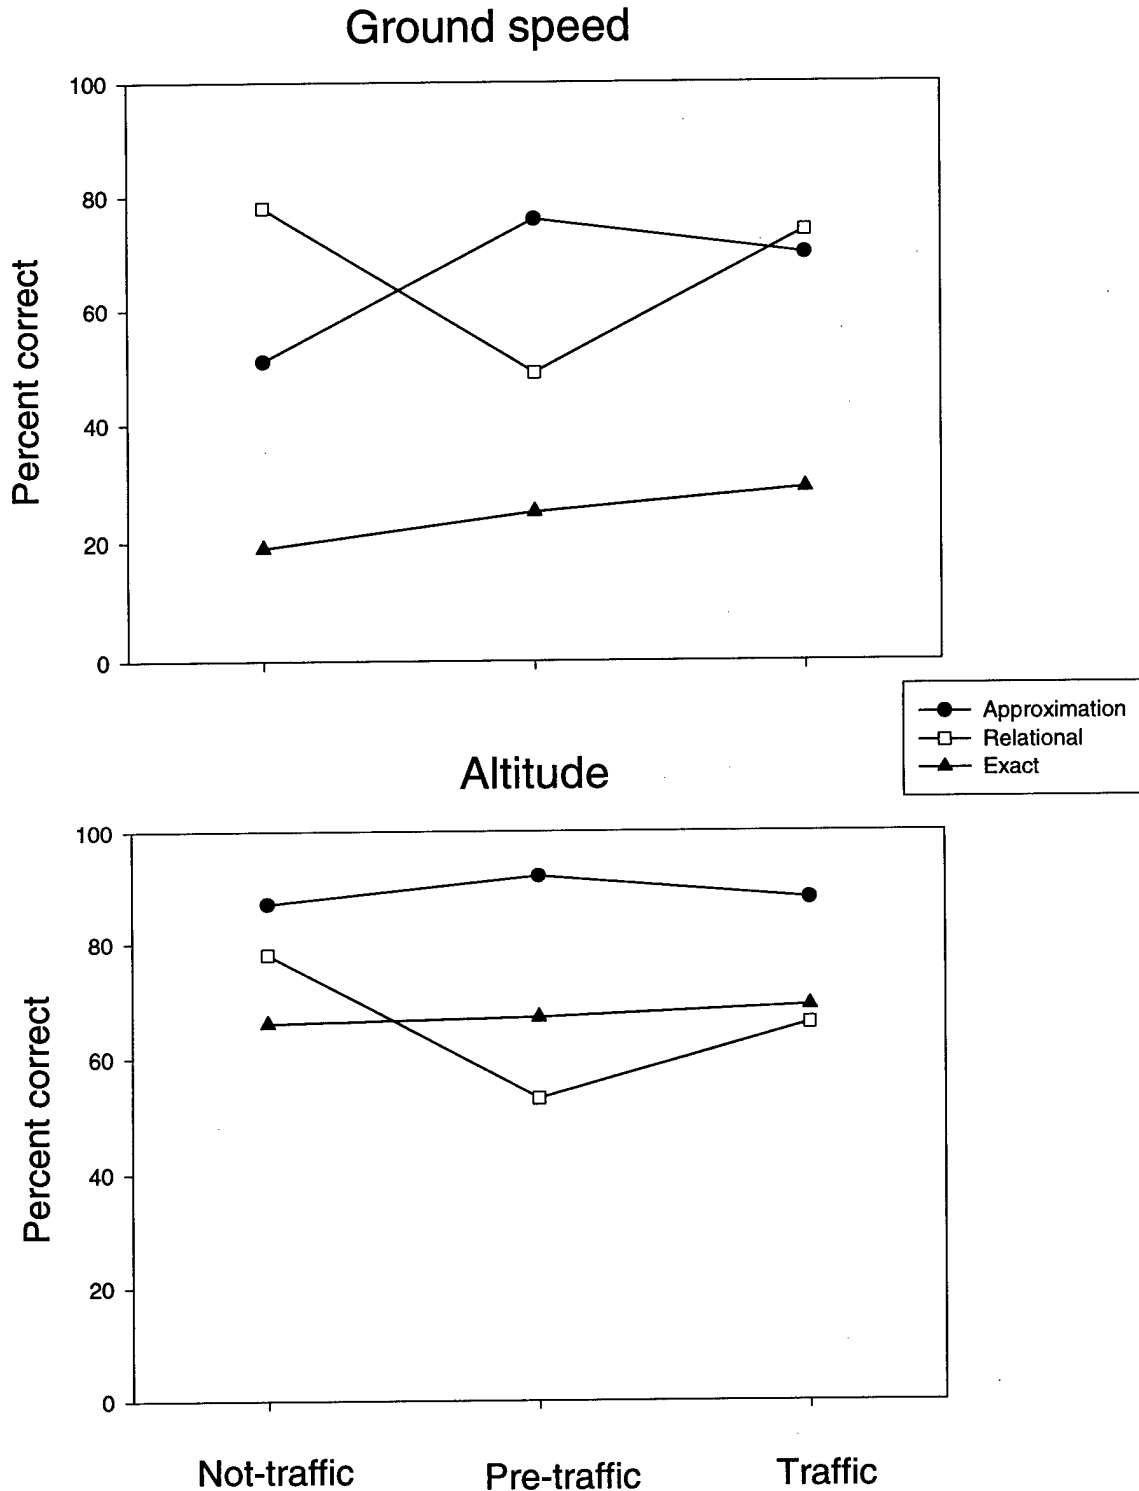 Ground speed
100
80
60
40
20
0
Percent correct
Approximation
Relational
Exact
Altitude
100
80
60
40
20
0
Percent correct
Not-traffic
Pre-traffic
Traffic